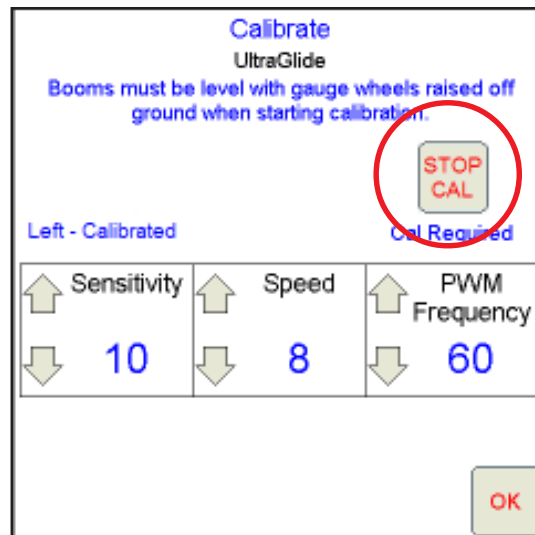 Calibrate
UltraGlide
Booms must be level with gauge wheels raised off
ground when starting calibration.
STOP
CAL
Left - Calibrated
Cal Required
Sensitivity
Speed
PWM
Frequency
10
8
60
OK